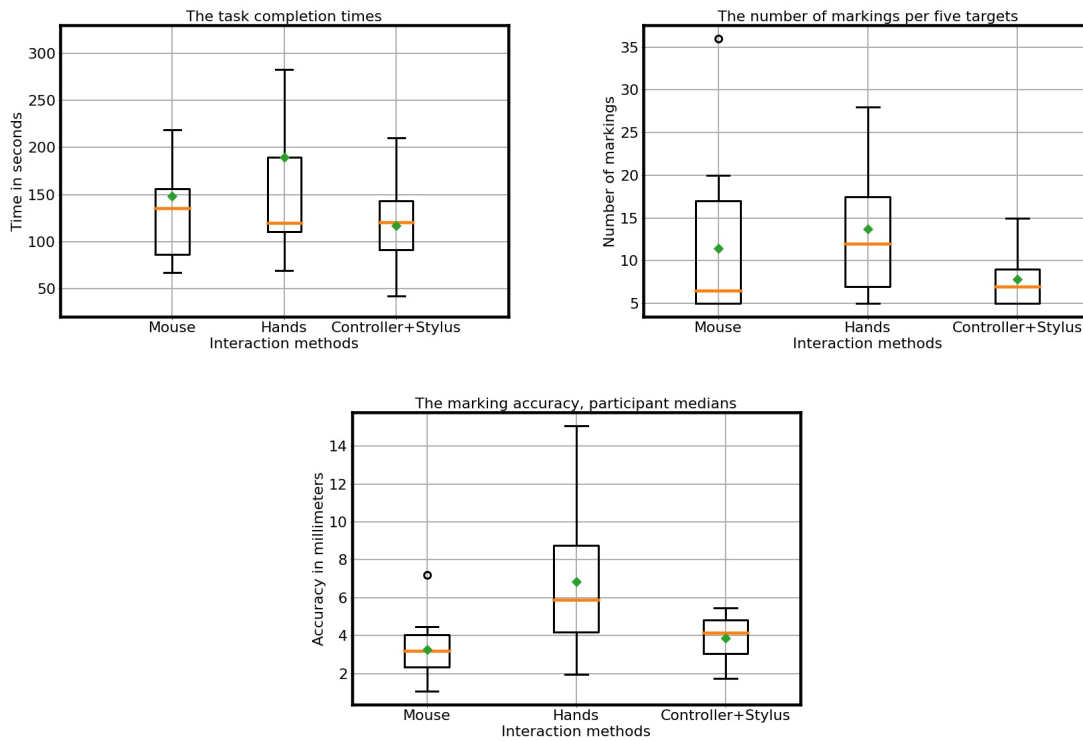 The task completion times
Time in seconds
300
250
200
150
100
50
Mouse Hands Controller+Stylus
Interaction methods
The number of markings per five targets
Number of markings
35
30
25
20
15
10
5
Mouse Hands Controller+Stylus
Interaction methods
The marking accuracy, participant medians
Accuracy in millimeters
14
12
10
8
6
4
2
Mouse Hands Controller+Stylus
Interaction methods